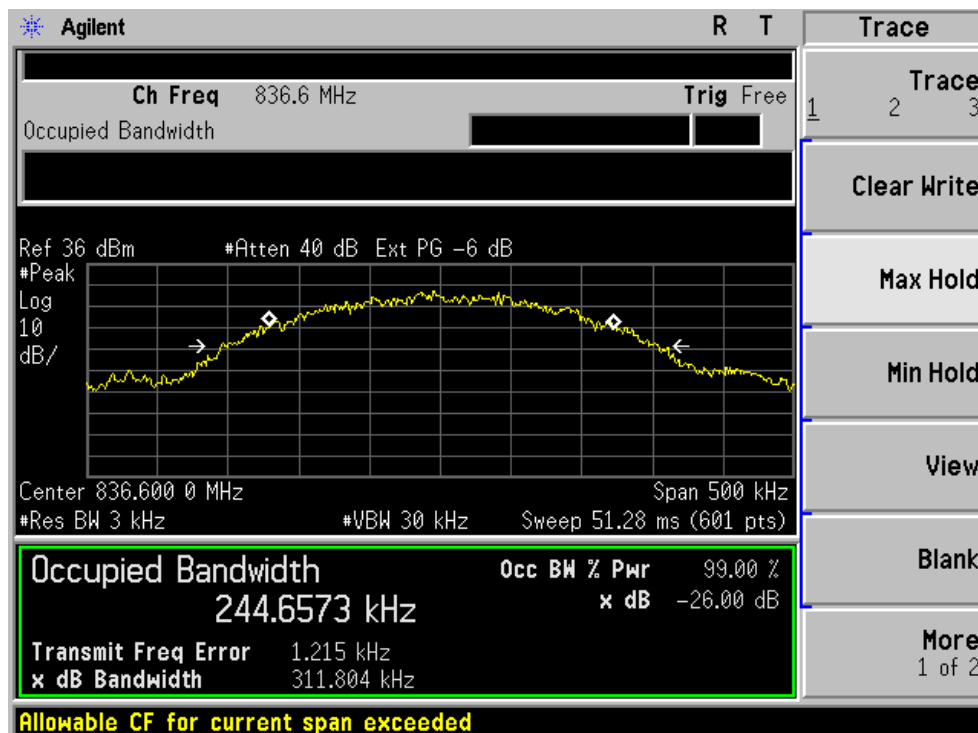 Agilent R T
Ch Freq 836.6 MHz Trig Free
Occupied Bandwidth
Ref 36 dBm #Atten 40 dB Ext PG -6 dB
#Peak
Log
10
dB/
Center 836.600 0 MHz Span 500 kHz
#Res BW 3 kHz #VBW 30 kHz Sweep 51.28 ms (601 pts)
Occupied Bandwidth Occ BW % Pwr 99.00 %
244.6573 kHz x dB -26.00 dB
Transmit Freq Error 1.215 kHz
x dB Bandwidth 311.804 kHz
Allowable CF for current span exceeded
Trace
Trace
1 2 3
Clear Write
Max Hold
Min Hold
View
Blank
More
1 of 2